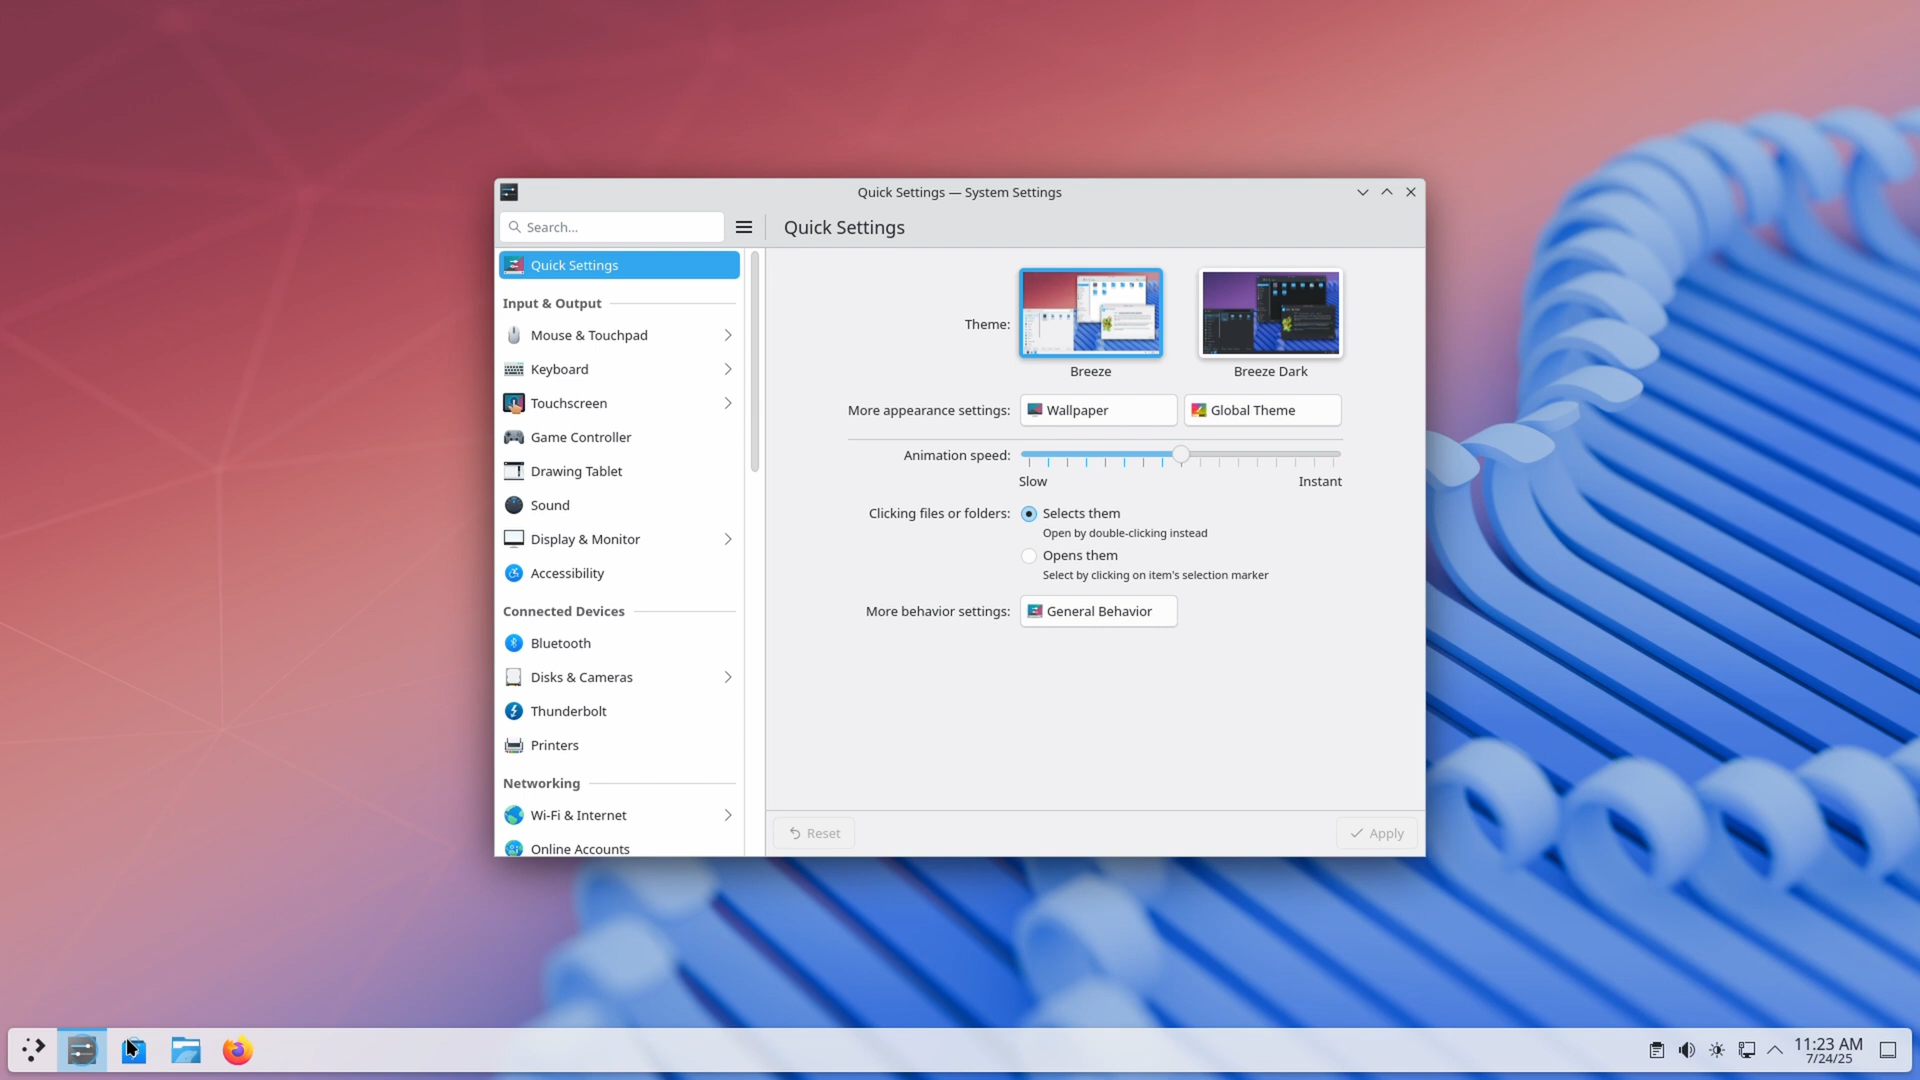 Quick Settings — System Settings
Search...
Quick Settings
Quick Settings
Input & Output
Mouse & Touchpad
Keyboard
Touchscreen
Game Controller
Drawing Tablet
Sound
Display & Monitor
Accessibility
Connected Devices
Bluetooth
Disks & Cameras
Thunderbolt
Printers
Networking
Wi-Fi & Internet
Online Accounts
Theme:
Breeze
Breeze Dark
More appearance settings:
Wallpaper
Global Theme
Animation speed:
Slow
Instant
Clicking files or folders:
Selects them
Open by double-clicking instead
Opens them
Select by clicking on item's selection marker
More behavior settings:
General Behavior
Reset
Apply
11:23 AM
7/24/25